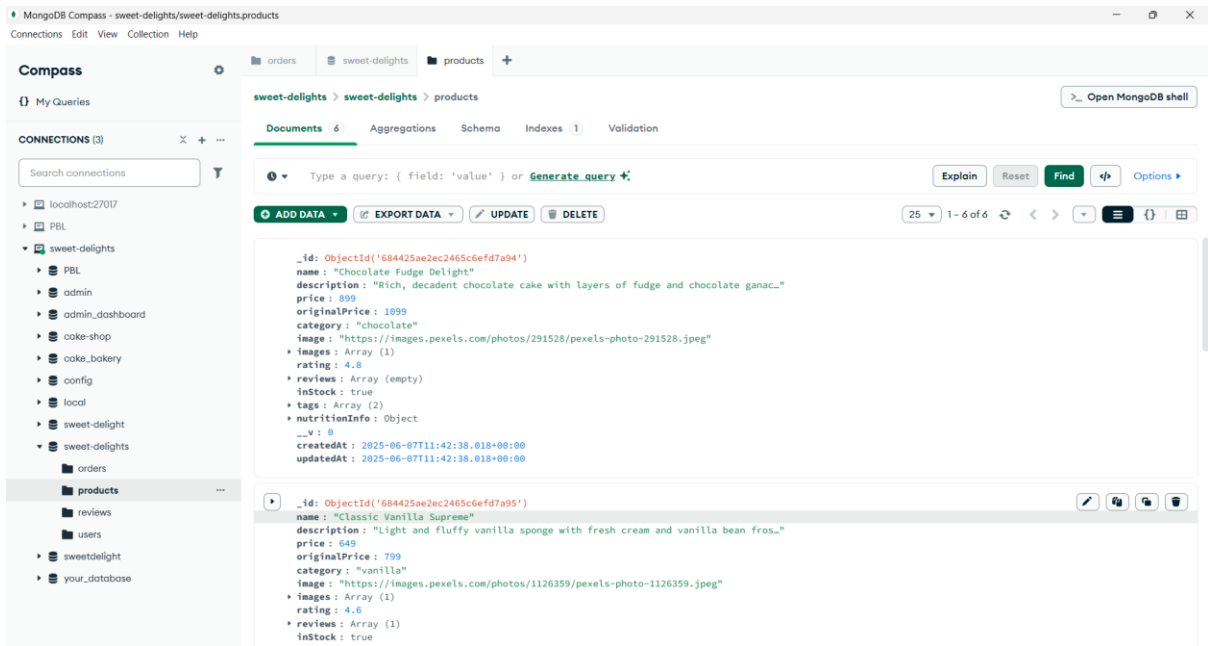 MongoDB Compass - sweet-delights/sweet-delights.products
Connections Edit View Collection Help
Compass
{} My Queries
CONNECTIONS (3)
Search connections
localhost:27017
PBL
sweet-delights
PBL
admin
admin_dashboard
cake-shop
cake_bakery
config
local
sweet-delight
sweet-delights
orders
products
reviews
users
sweetdelight
your_database
orders
sweet-delights
products
sweet-delights > sweet-delights > products
>_ Open MongoDB shell
Documents 6 Aggregations Schema Indexes 1 Validation
Type a query: { field: 'value' } or Generate query
Explain Reset Find </> Options
ADD DATA EXPORT DATA UPDATE DELETE
25 1 – 6 of 6 {}
_id: ObjectId('684425ae2ec2465c6efd7a94')
name : "Chocolate Fudge Delight"
description : "Rich, decadent chocolate cake with layers of fudge and chocolate ganac…"
price : 899
originalPrice : 1099
category : "chocolate"
image : "https://images.pexels.com/photos/291528/pexels-photo-291528.jpeg"
images : Array (1)
rating : 4.8
reviews : Array (empty)
inStock : true
tags : Array (2)
nutritionInfo : Object
__v : 0
createdAt : 2025-06-07T11:42:38.018+00:00
updatedAt : 2025-06-07T11:42:38.018+00:00
_id: ObjectId('684425ae2ec2465c6efd7a95')
name : "Classic Vanilla Supreme"
description : "Light and fluffy vanilla sponge with fresh cream and vanilla bean fros…"
price : 649
originalPrice : 799
category : "vanilla"
image : "https://images.pexels.com/photos/1126359/pexels-photo-1126359.jpeg"
images : Array (1)
rating : 4.6
reviews : Array (1)
inStock : true